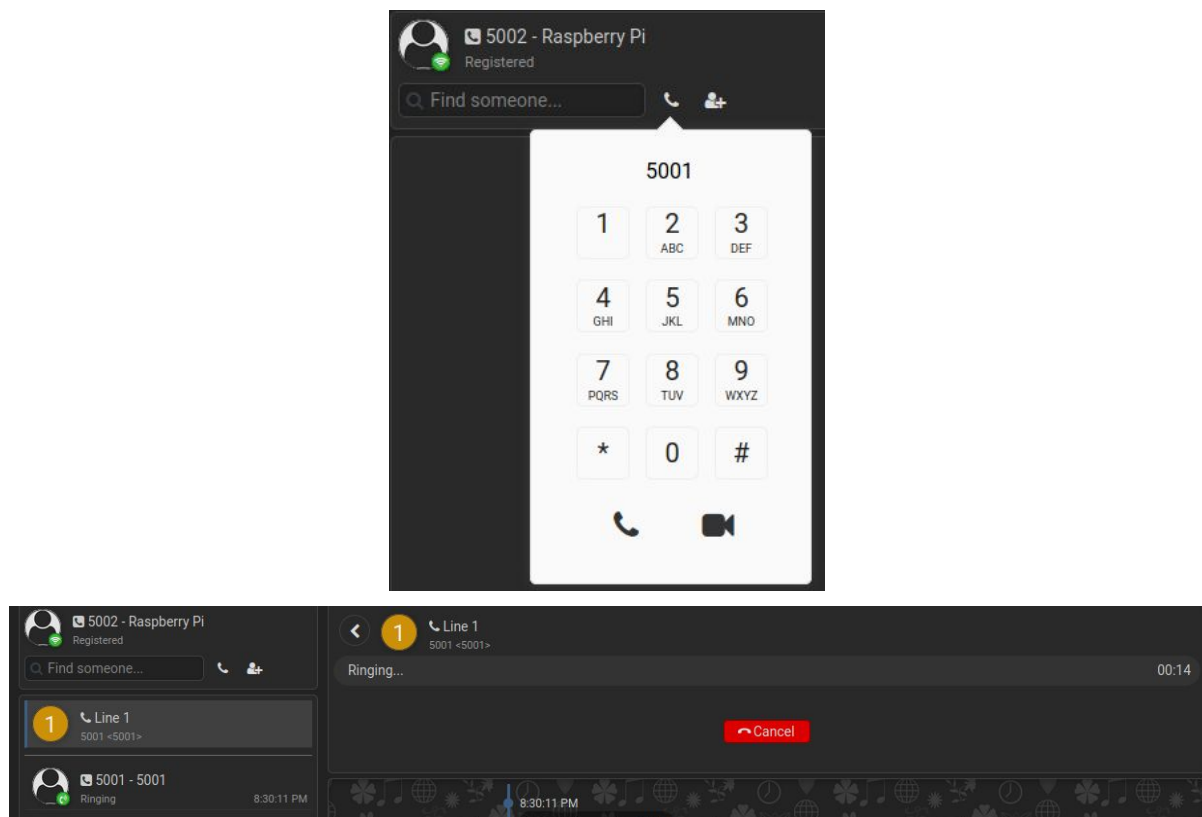 5002 - Raspberry Pi
Registered
Find someone...
5001
1 2 3
ABC DEF
4 5 6
GHI JKL MNO
7 8 9
PQRS TUV WXYZ
* 0 #
5002 - Raspberry Pi
Registered
Find someone...
1 Line 1
5001 <5001>
5001 - 5001
Ringing 8:30:11 PM
1 Line 1
5001 <5001>
Ringing... 00:14
Cancel
8:30:11 PM